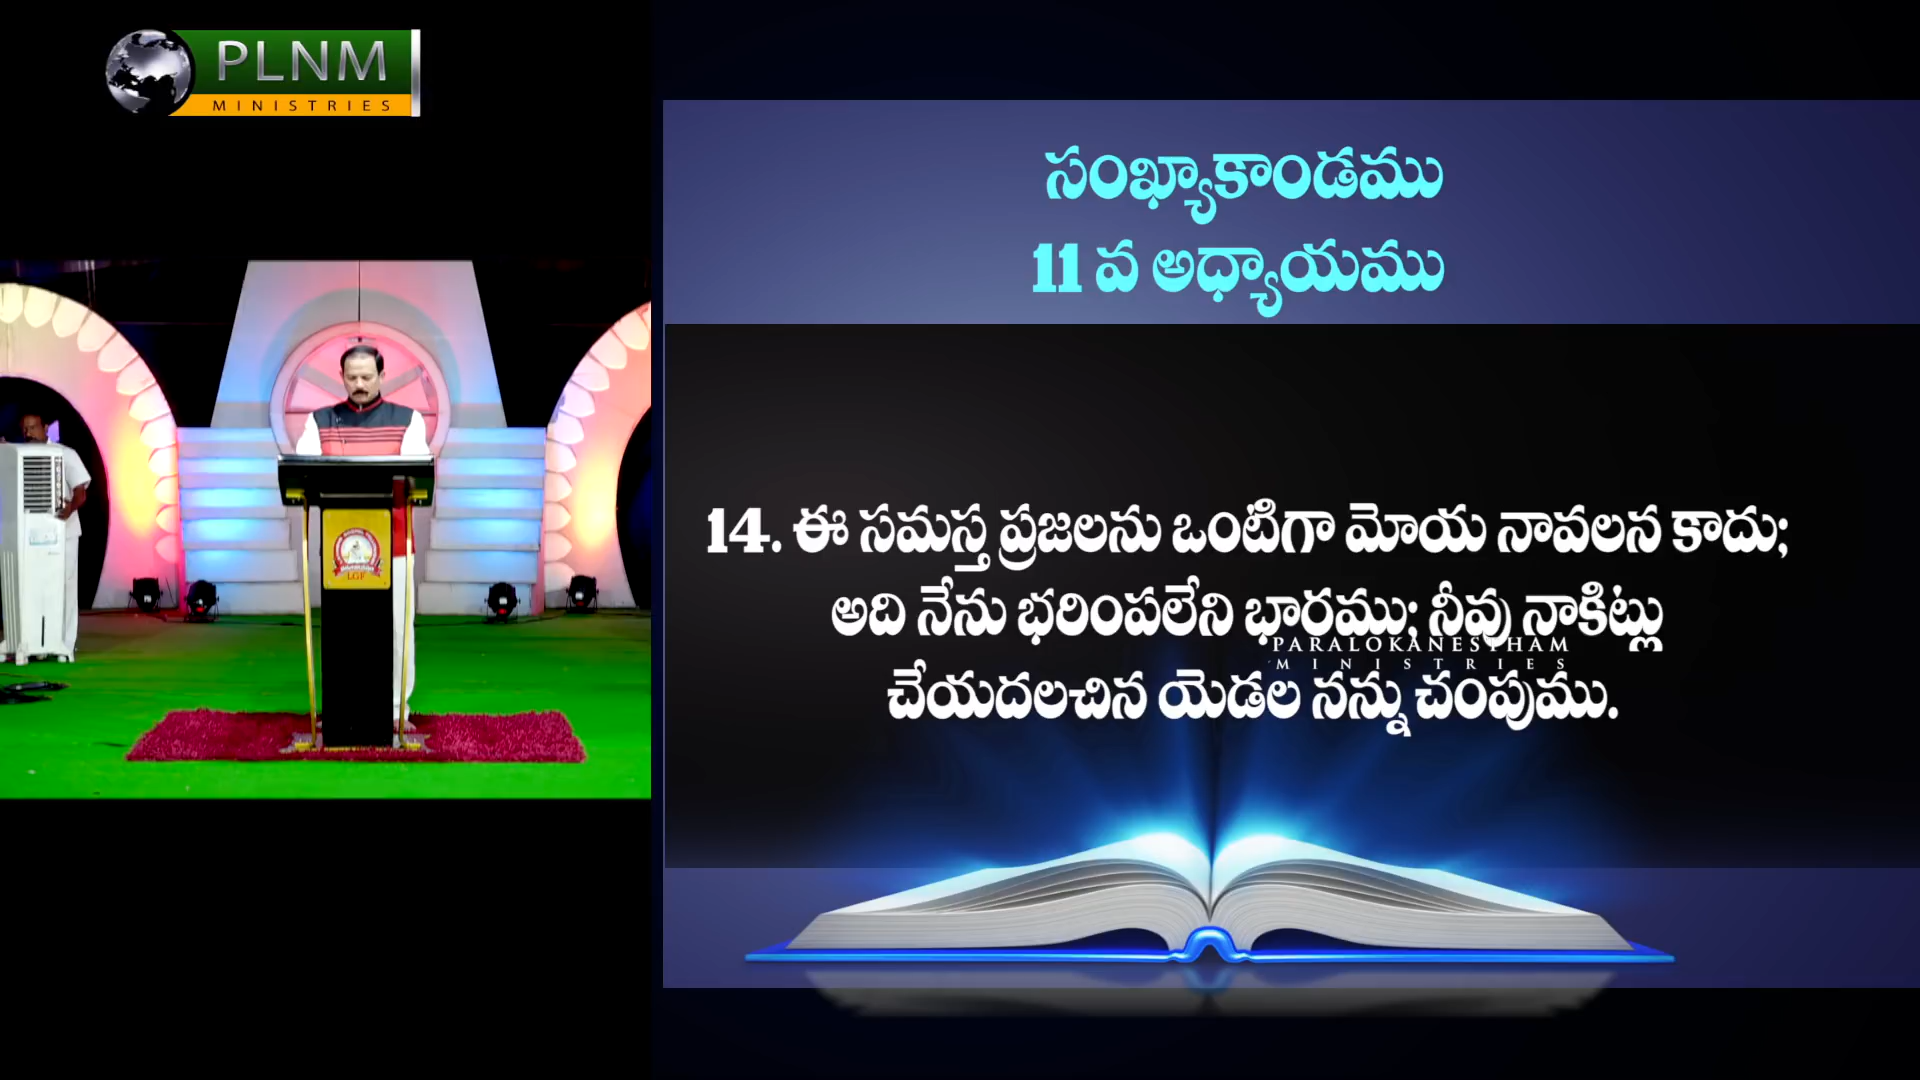 PLNM
MINISTRIES
సంఖ్యాకాండము
11 వ అధ్యాయము
14. ఈ సమస్త ప్రజలను ఒంటిగా మోయ నావలన కాదు;
అది నేను భరింపలేని భారము; నీవు నాకిట్లు
PARALOKANESTHAM
MINISTRIES
చేయదలచిన యెడల నన్ను చంపుము.
LGF